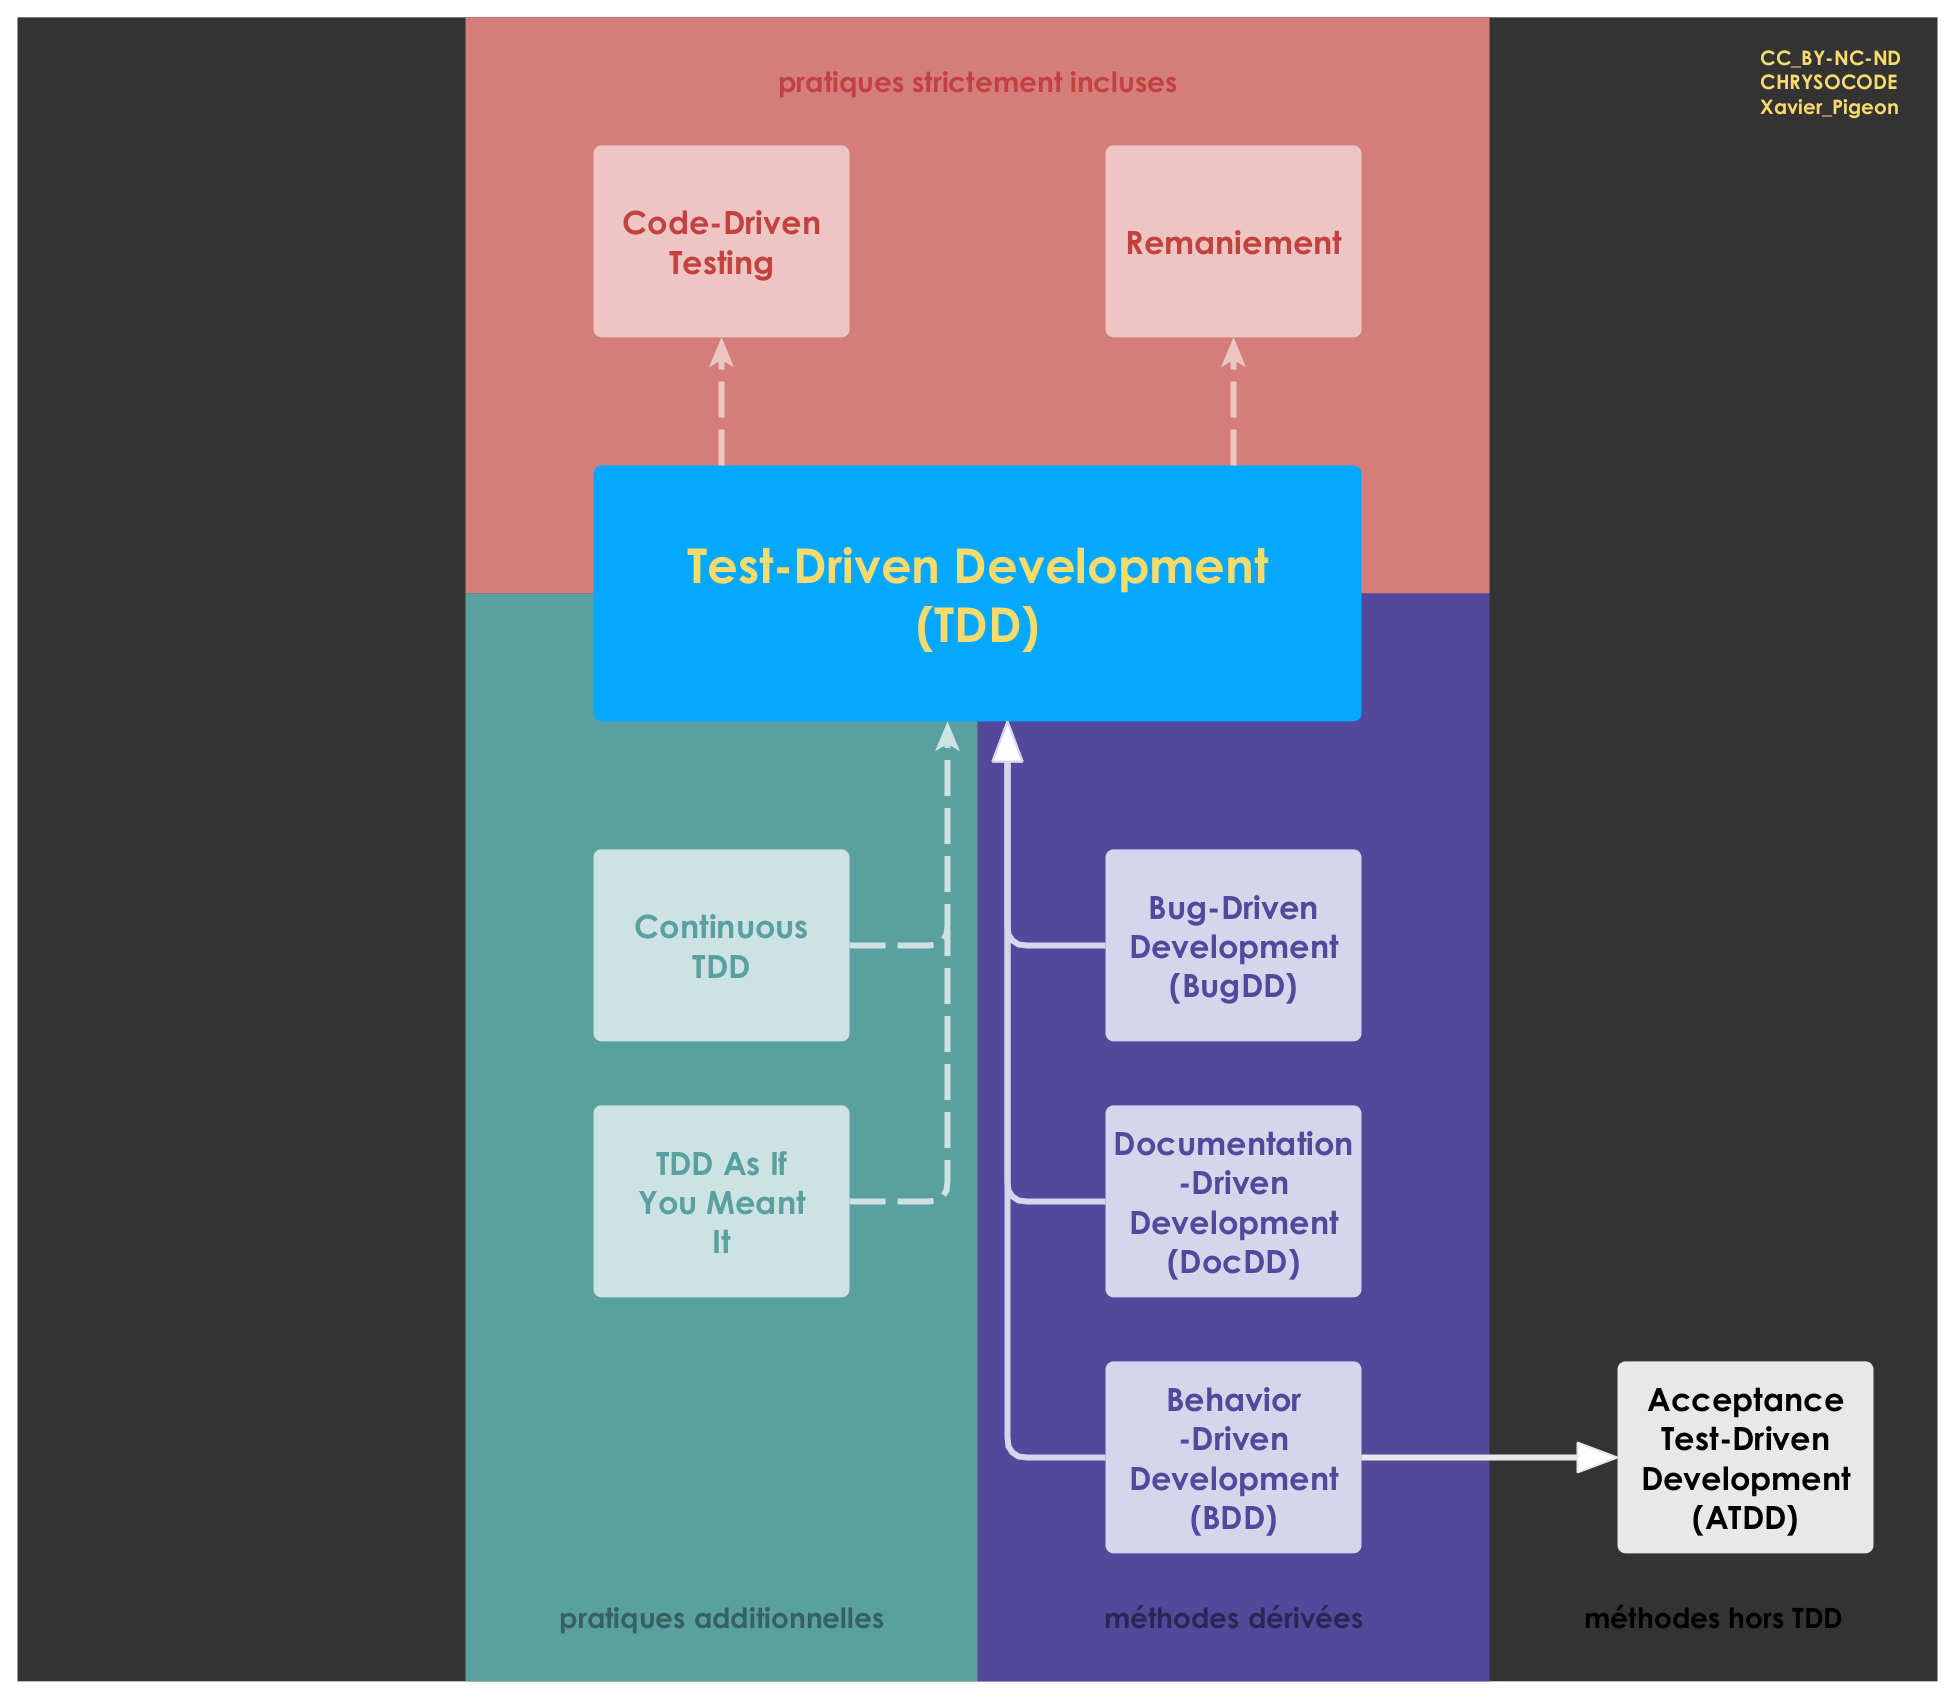 CC_BY-NC-ND
CHRYSOCODE
Xavier_Pigeon
pratiques strictement incluses
Code-Driven
Testing
Remaniement
Test-Driven Development
(TDD)
Continuous
TDD
Bug-Driven
Development
(BugDD)
TDD As If
You Meant
It
Documentation
-Driven
Development
(DocDD)
Behavior
-Driven
Development
(BDD)
Acceptance
Test-Driven
Development
(ATDD)
pratiques additionnelles
méthodes dérivées
méthodes hors TDD